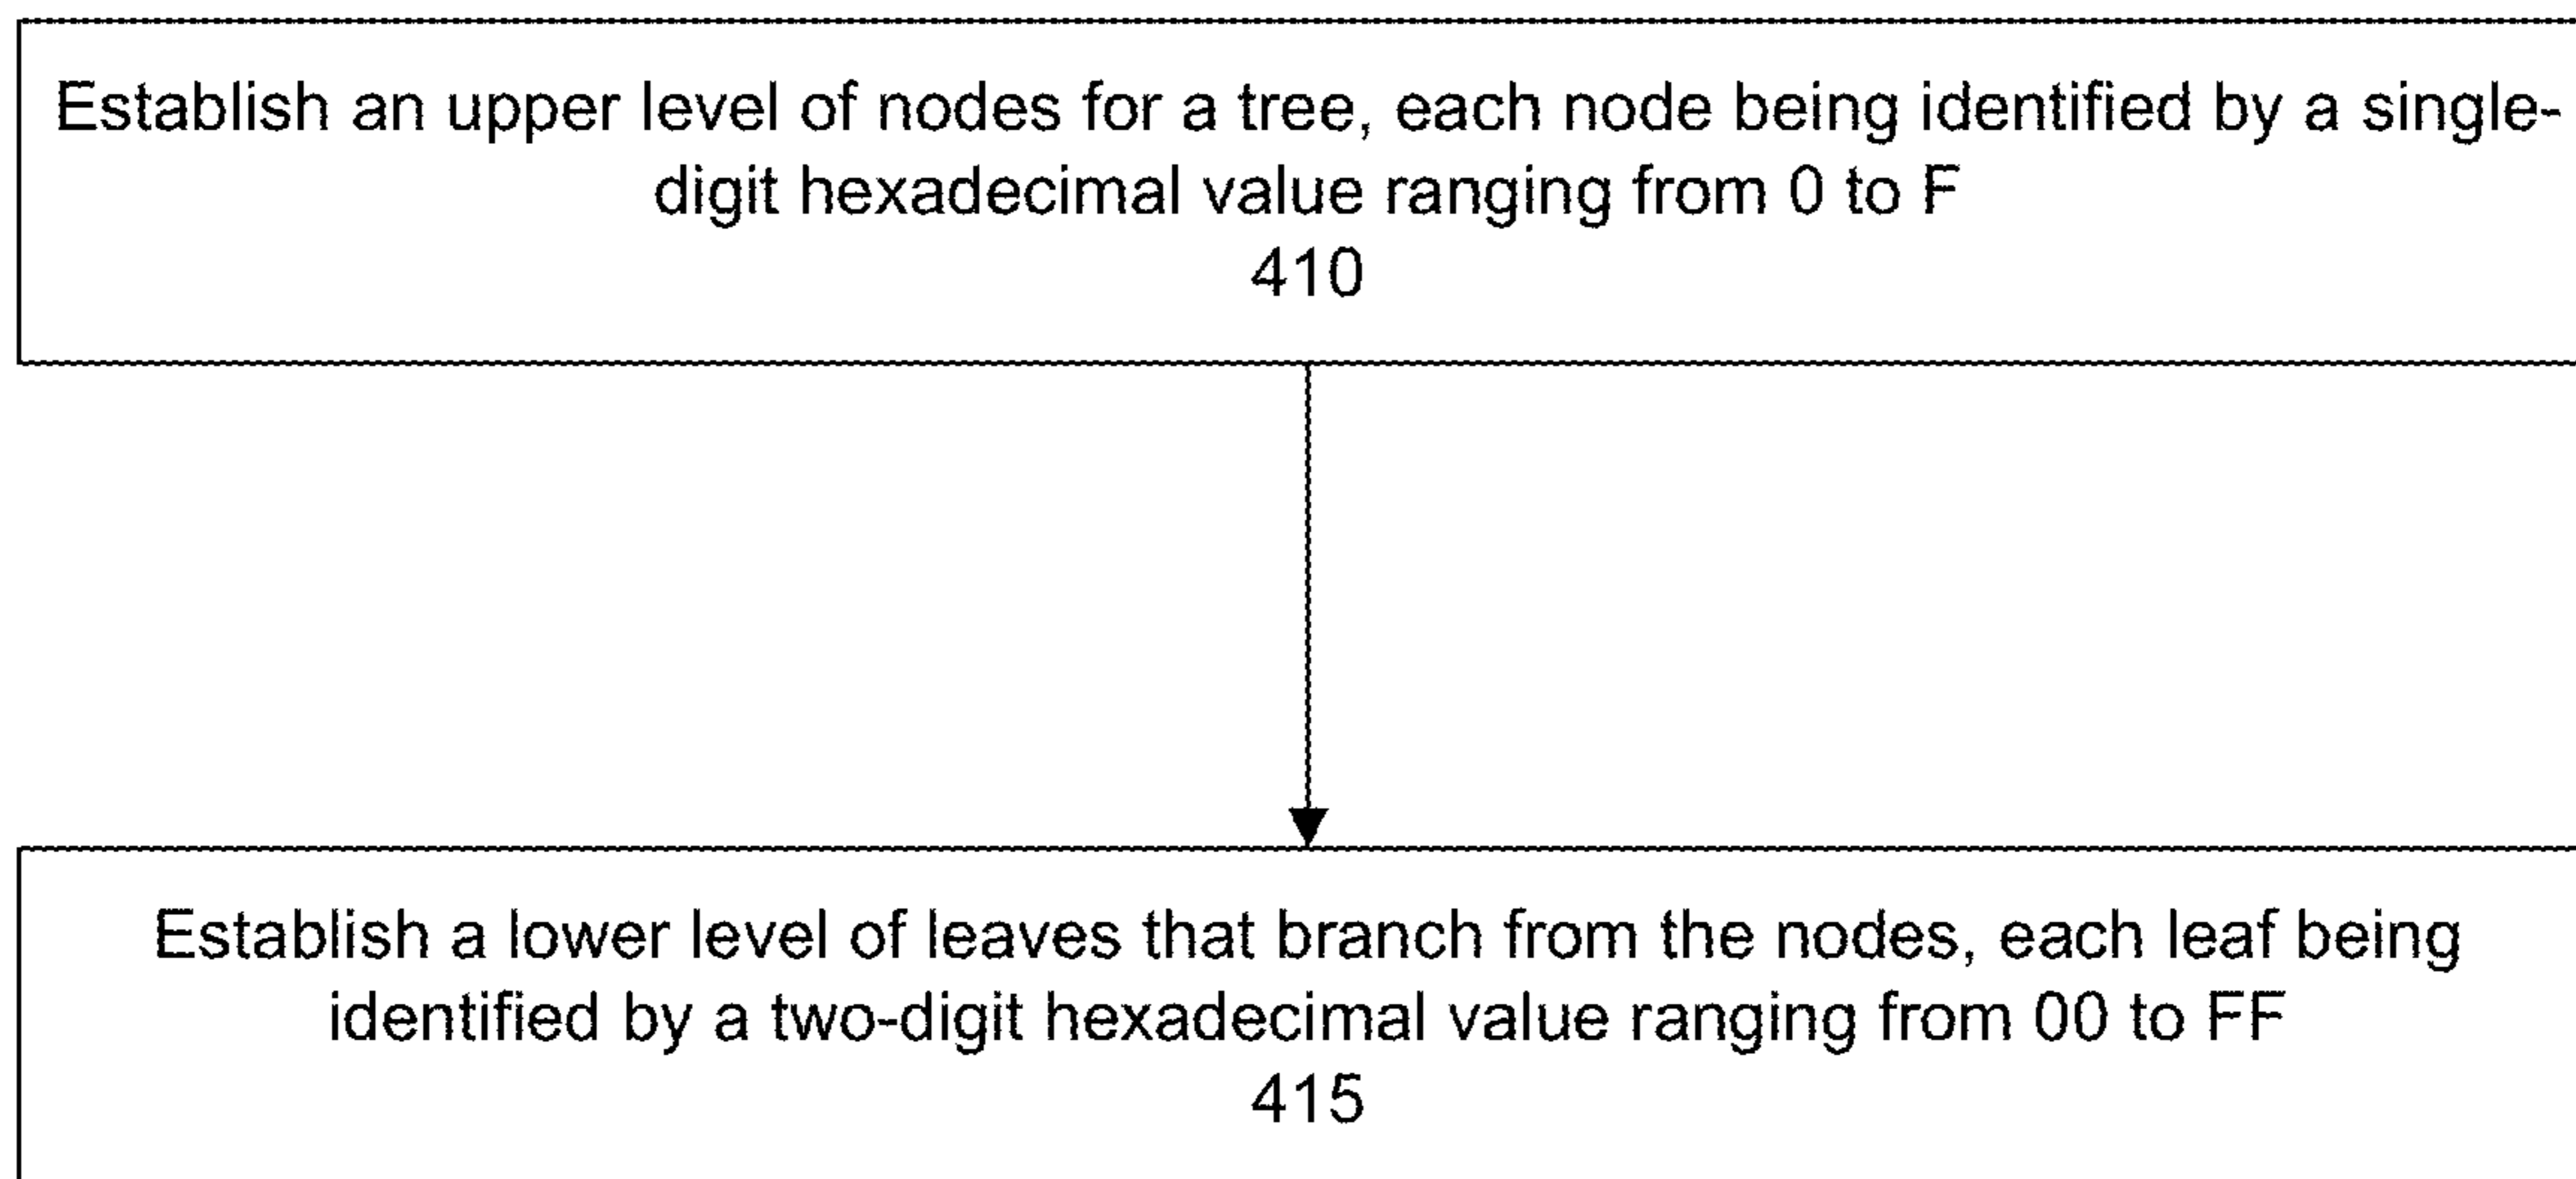 Establish an upper level of nodes for a tree, each node being identified by a single-
digit hexadecimal value ranging from 0 to F
410
Establish a lower level of leaves that branch from the nodes, each leaf being
identified by a two-digit hexadecimal value ranging from 00 to FF
415